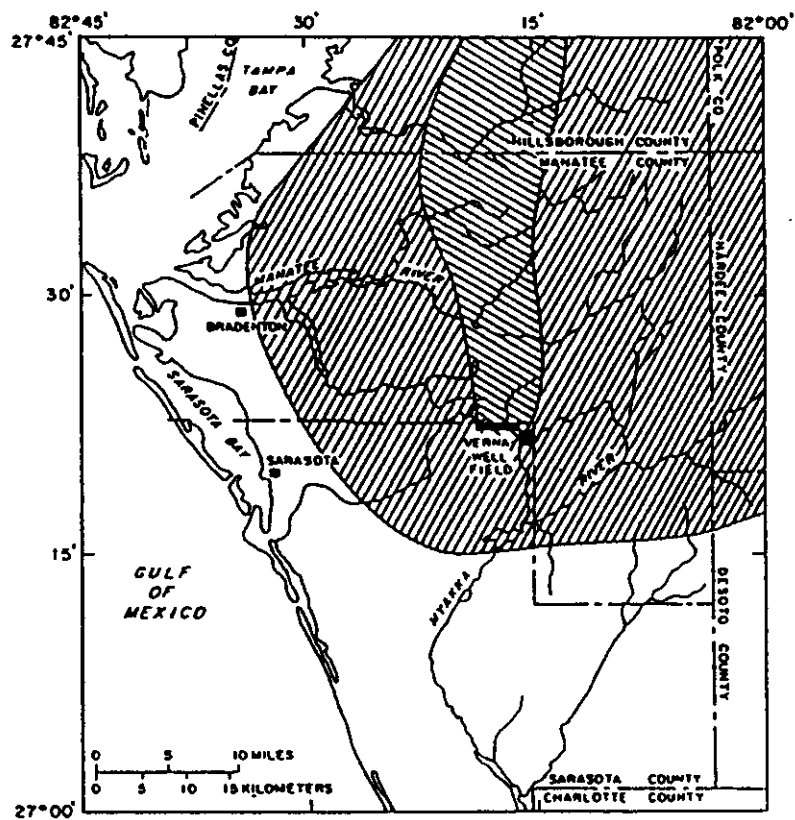 82°45' 30' 15' 82°00'
27°45'
PINELLAS CO
TAMPA
BAY
POLK CO
HILLSBOROUGH COUNTY
MANATEE COUNTY
HARDEE COUNTY
MANATEE RIVER
30'
BRADENTON
SARASOTA BAY
VERNA
WELL
FIELD
SARASOTA
RIVER
15'
GULF
OF
MEXICO
MYAKKA
DESOTO COUNTY
0 5 10 MILES
0 5 10 15 KILOMETERS
SARASOTA COUNTY
CHARLOTTE COUNTY
27°00'